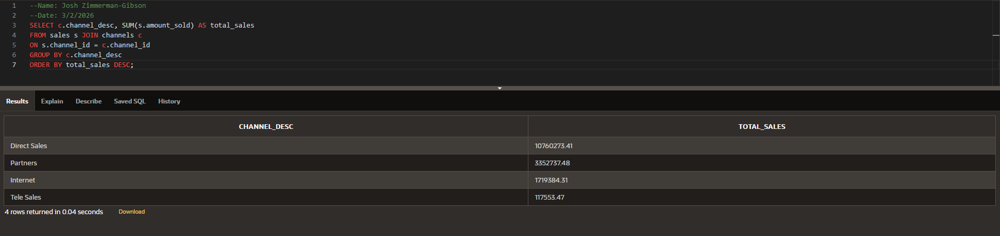 1 --Name: Josh Zimmerman-Gibson
2 --Date: 3/2/2026
3 SELECT c.channel_desc, SUM(s.amount_sold) AS total_sales
4 FROM sales s JOIN channels c
5 ON s.channel_id = c.channel_id
6 GROUP BY c.channel_desc
7 ORDER BY total_sales DESC;
Results Explain Describe Saved SQL History
CHANNEL_DESC TOTAL_SALES
Direct Sales 10760273.41
Partners 3352737.48
Internet 1719384.31
Tele Sales 117553.47
4 rows returned in 0.04 seconds Download